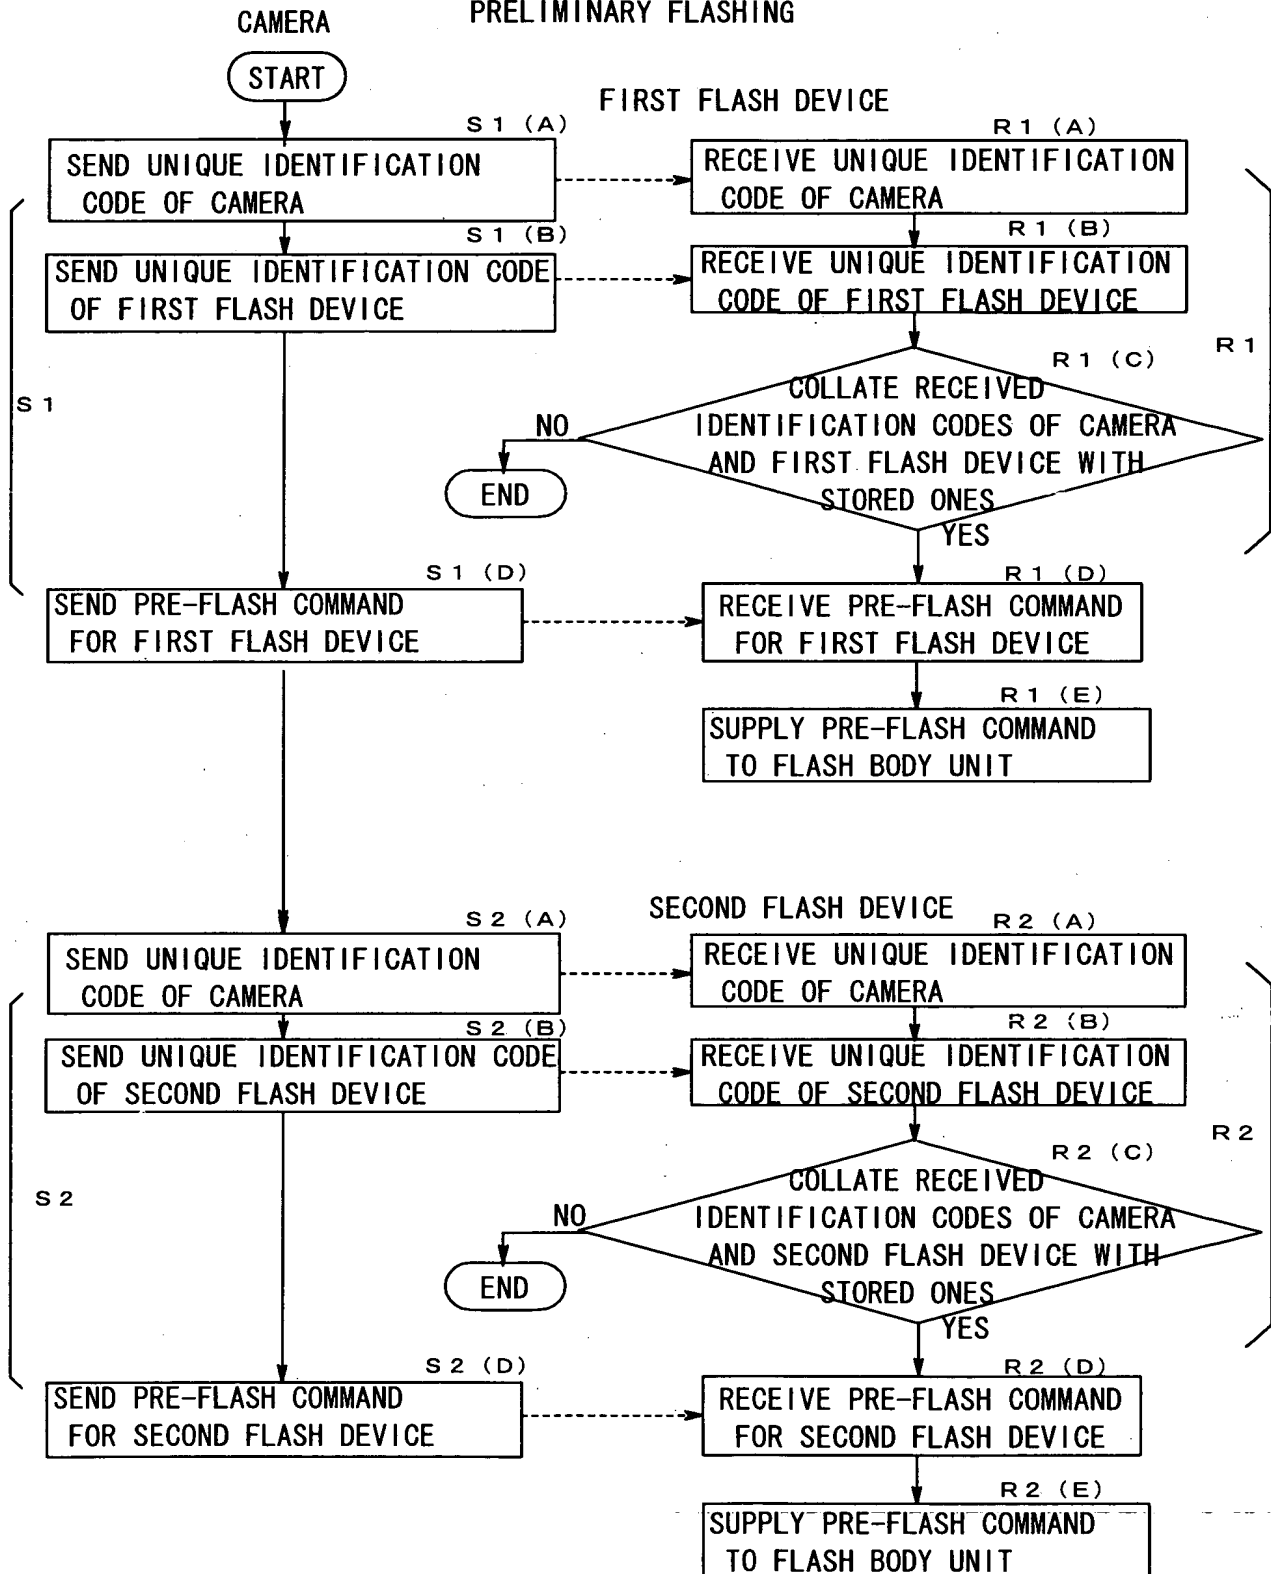 PRELIMINARY FLASHING
CAMERA
START
FIRST FLASH DEVICE
S1 (A)
SEND UNIQUE IDENTIFICATION
CODE OF CAMERA
R1 (A)
RECEIVE UNIQUE IDENTIFICATION
CODE OF CAMERA
S1 (B)
SEND UNIQUE IDENTIFICATION CODE
OF FIRST FLASH DEVICE
R1 (B)
RECEIVE UNIQUE IDENTIFICATION
CODE OF FIRST FLASH DEVICE
S1
R1
R1 (C)
COLLATE RECEIVED
IDENTIFICATION CODES OF CAMERA
AND FIRST FLASH DEVICE WITH
STORED ONES
NO
END
YES
S1 (D)
SEND PRE-FLASH COMMAND
FOR FIRST FLASH DEVICE
R1 (D)
RECEIVE PRE-FLASH COMMAND
FOR FIRST FLASH DEVICE
R1 (E)
SUPPLY PRE-FLASH COMMAND
TO FLASH BODY UNIT
SECOND FLASH DEVICE
S2 (A)
SEND UNIQUE IDENTIFICATION
CODE OF CAMERA
R2 (A)
RECEIVE UNIQUE IDENTIFICATION
CODE OF CAMERA
S2 (B)
SEND UNIQUE IDENTIFICATION CODE
OF SECOND FLASH DEVICE
R2 (B)
RECEIVE UNIQUE IDENTIFICATION
CODE OF SECOND FLASH DEVICE
S2
R2
R2 (C)
COLLATE RECEIVED
IDENTIFICATION CODES OF CAMERA
AND SECOND FLASH DEVICE WITH
STORED ONES
NO
END
YES
S2 (D)
SEND PRE-FLASH COMMAND
FOR SECOND FLASH DEVICE
R2 (D)
RECEIVE PRE-FLASH COMMAND
FOR SECOND FLASH DEVICE
R2 (E)
SUPPLY PRE-FLASH COMMAND
TO FLASH BODY UNIT